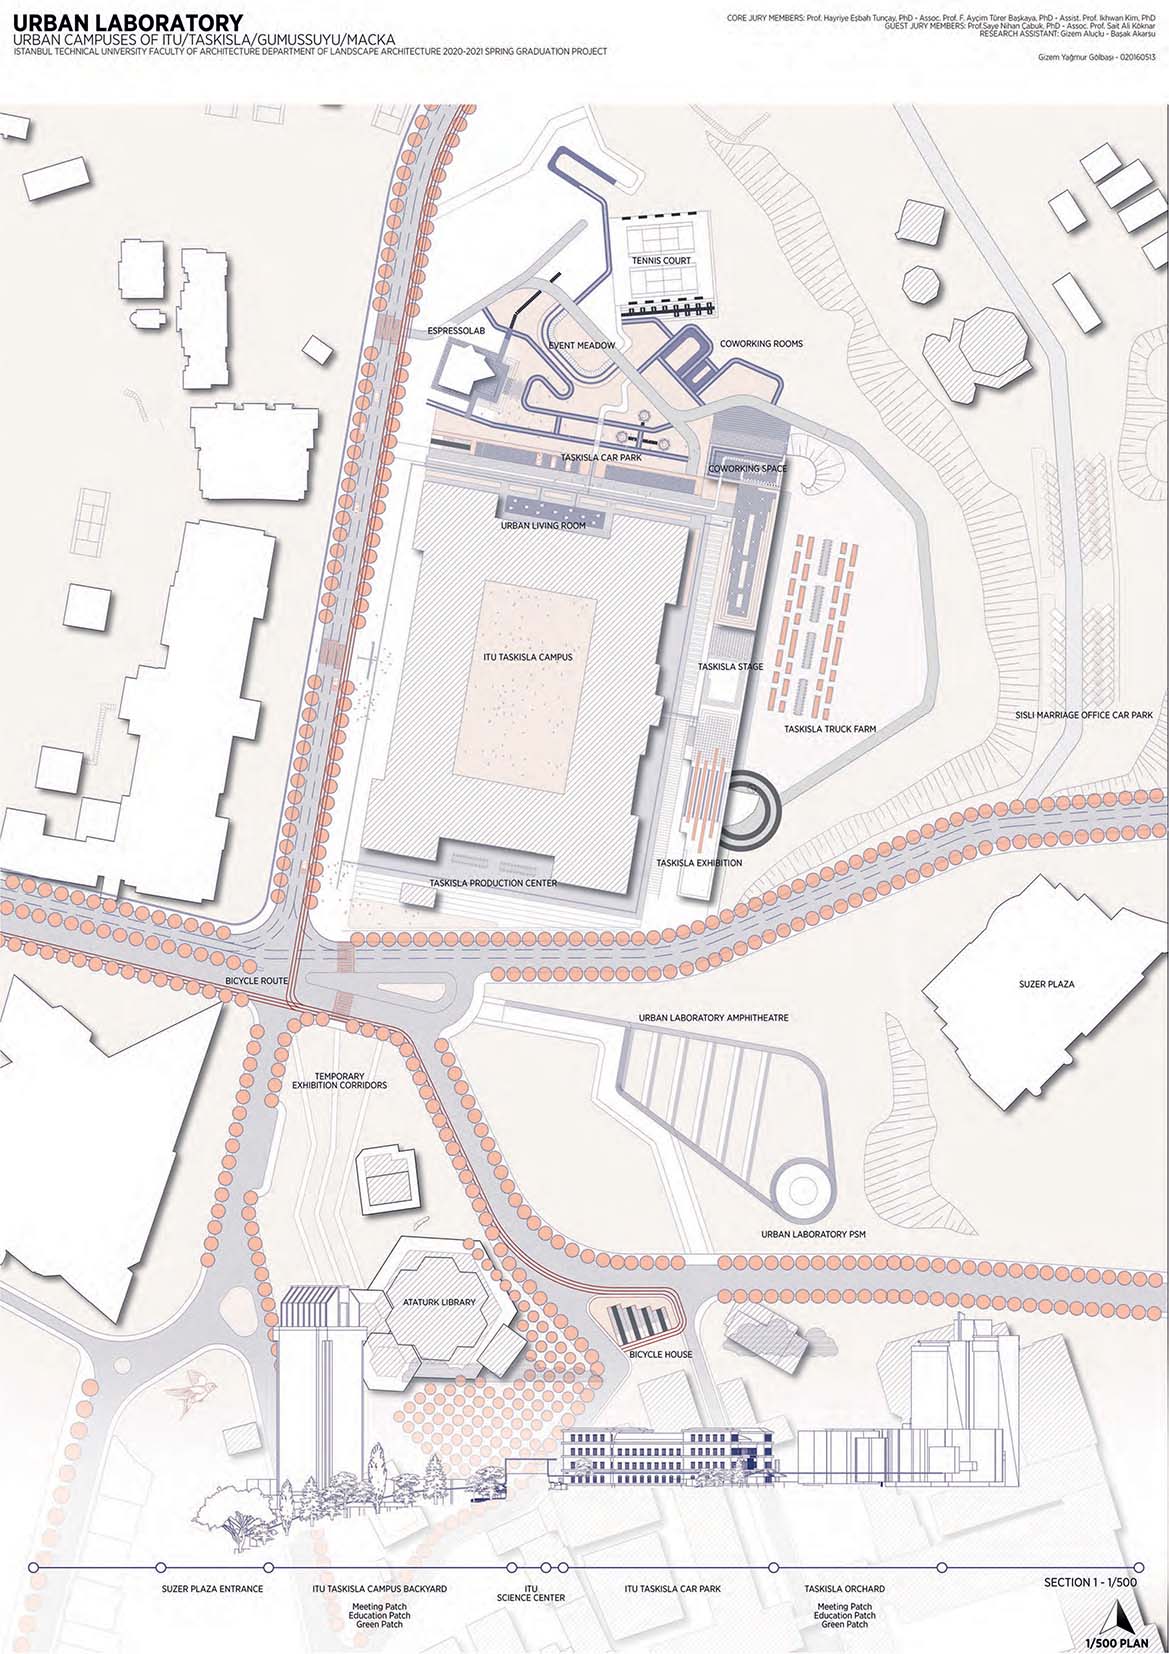 URBAN LABORATORY
URBAN CAMPUSES OF ITU/TASKISLA/GUMUSSUYU/MACKA
ISTANBUL TECHNICAL UNIVERSITY FACULTY OF ARCHITECTURE DEPARTMENT OF LANDSCAPE ARCHITECTURE 2020-2021 SPRING GRADUATION PROJECT
CORE JURY MEMBERS: Prof. Hayriye Eşbah Tunçay, PhD - Assoc. Prof. F. Ayçim Türer Başkaya, PhD - Assist. Prof. Ikhwan Kim, PhD
GUEST JURY MEMBERS: Prof.Saye Nihan Çabuk, PhD - Assoc. Prof. Sait Ali Köknar
RESEARCH ASSISTANT: Gizem Aluçlu - Başak Akarsu
Gizem Yağmur Gölbaşı - 020160513
TENNIS COURT
ESPRESSOLAB
EVENT MEADOW
COWORKING ROOMS
TASKISLA CAR PARK
COWORKING SPACE
URBAN LIVING ROOM
ITU TASKISLA CAMPUS
TASKISLA STAGE
SISLI MARRIAGE OFFICE CAR PARK
TASKISLA TRUCK FARM
TASKISLA EXHIBITION
TASKISLA PRODUCTION CENTER
BICYCLE ROUTE
SUZER PLAZA
URBAN LABORATORY AMPHITHEATRE
TEMPORARY
EXHIBITION CORRIDORS
URBAN LABORATORY PSM
ATATURK LIBRARY
BICYCLE HOUSE
SECTION 1 - 1/500
SUZER PLAZA ENTRANCE
ITU TASKISLA CAMPUS BACKYARD
Meeting Patch
Education Patch
Green Patch
ITU
SCIENCE CENTER
ITU TASKISLA CAR PARK
TASKISLA ORCHARD
Meeting Patch
Education Patch
Green Patch
1/500 PLAN